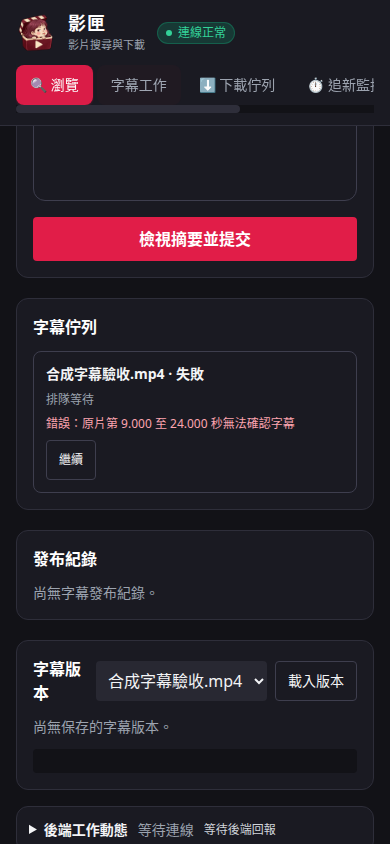 影匣
影片搜尋與下載
連線正常
🔍 瀏覽
字幕工作
⬇️ 下載佇列
⏱️ 追新監
檢視摘要並提交
字幕佇列
合成字幕驗收.mp4 · 失敗
排隊等待
錯誤：原片第 9.000 至 24.000 秒無法確認字幕
繼續
發布紀錄
尚無字幕發布紀錄。
字幕版
本
合成字幕驗收.mp4
載入版本
尚無保存的字幕版本。
▶ 後端工作動態 等待連線 等待後端回報